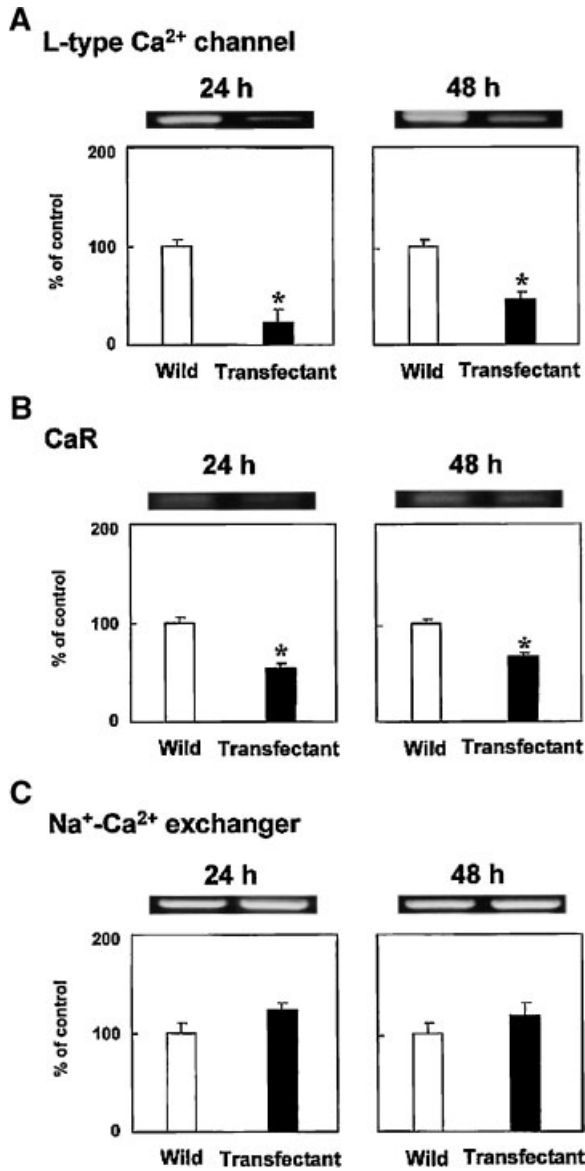 A
L-type Ca²⁺ channel
24 h 48 h
200
100
0
% of control
*
*
Wild Transfectant Wild Transfectant
B
CaR
24 h 48 h
200
100
0
% of control
*
*
Wild Transfectant Wild Transfectant
C
Na⁺-Ca²⁺ exchanger
24 h 48 h
200
100
0
% of control
Wild Transfectant Wild Transfectant